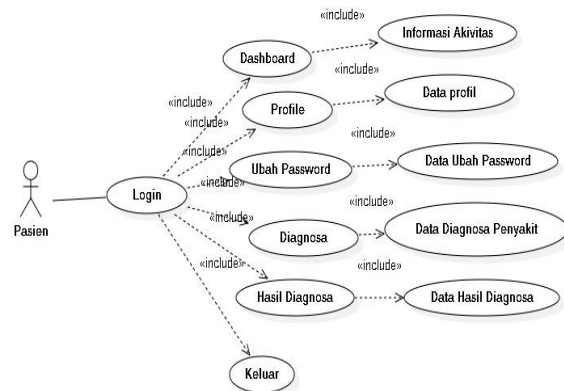 «include»
Informasi Akivitas
Dashboard
«include»
Data profil
«include»
Profile
«include»
«include»
Ubah Password
Data Ubah Password
«include»
«include»
Pasien
Login
«include»
«include»
Diagnosa
Data Diagnosa Penyakit
«include»
«include»
Hasil Diagnosa
Data Hasil Diagnosa
Keluar